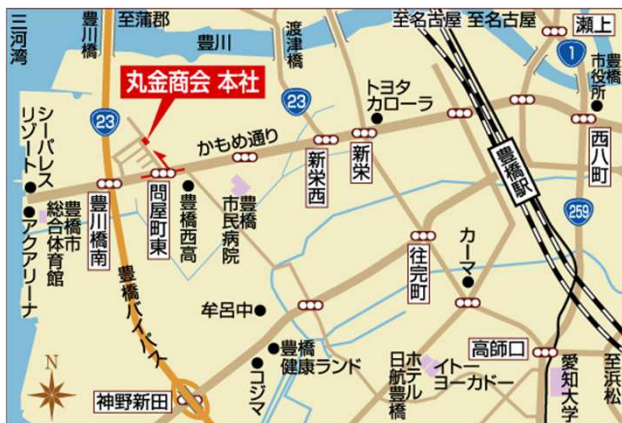 三河湾
豊川橋
至蒲郡
豊川
渡津橋
至名古屋
至名古屋
瀬上
1
豊橋
市役所
丸金商会 本社
23
23
トヨタ
カローラ
シーパレス
リゾート
かもめ通り
新栄西
新栄
豊橋駅
西八町
アクアリーナ
豊橋市
総合体育館
豊川橋南
問屋町東
豊橋西高
豊橋
市民病院
259
豊橋バイパス
往完町
カーマ
牟呂中
豊橋
健康ランド
コジマ
高師口
ホテル
日航豊橋
イトー
ヨーカドー
愛知大学
至浜松
神野新田
N